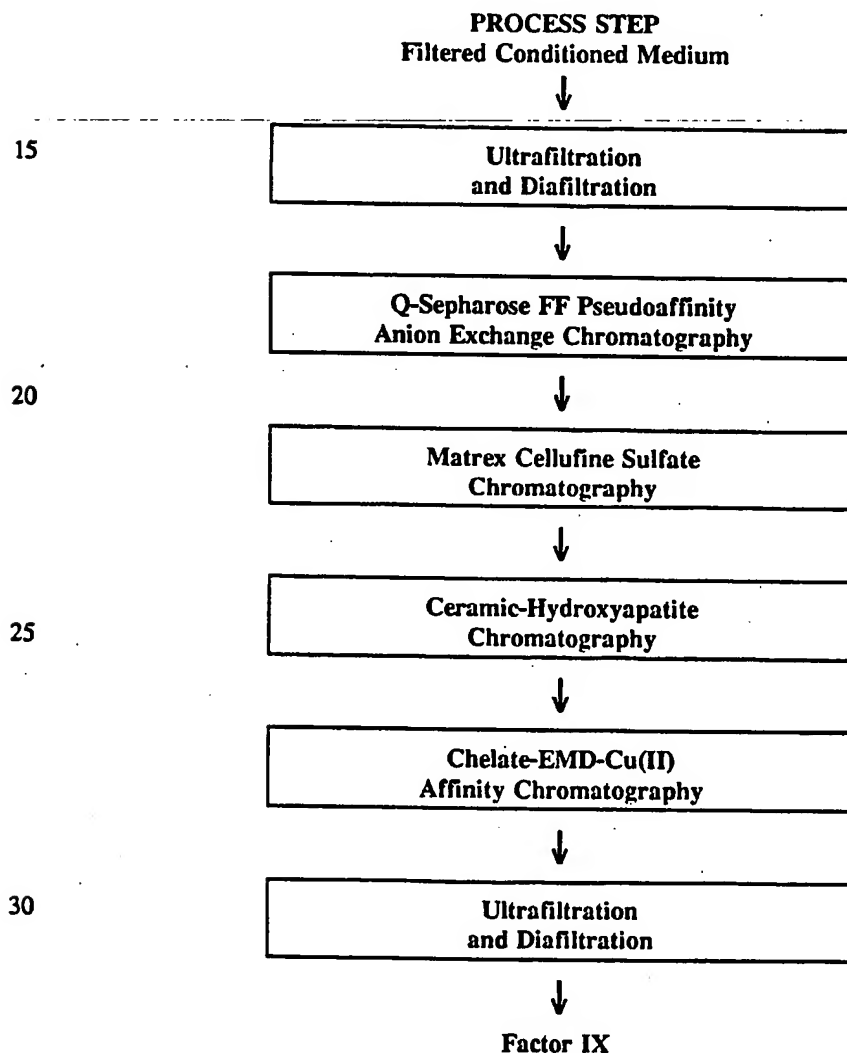 PROCESS STEP
Filtered Conditioned Medium
↓
15
Ultrafiltration
and Diafiltration
↓
Q-Sepharose FF Pseudoaffinity
Anion Exchange Chromatography
↓
20
Matrex Cellufine Sulfate
Chromatography
↓
Ceramic-Hydroxyapatite
25
Chromatography
↓
Chelate-EMD-Cu(II)
Affinity Chromatography
↓
30
Ultrafiltration
and Diafiltration
↓
Factor IX